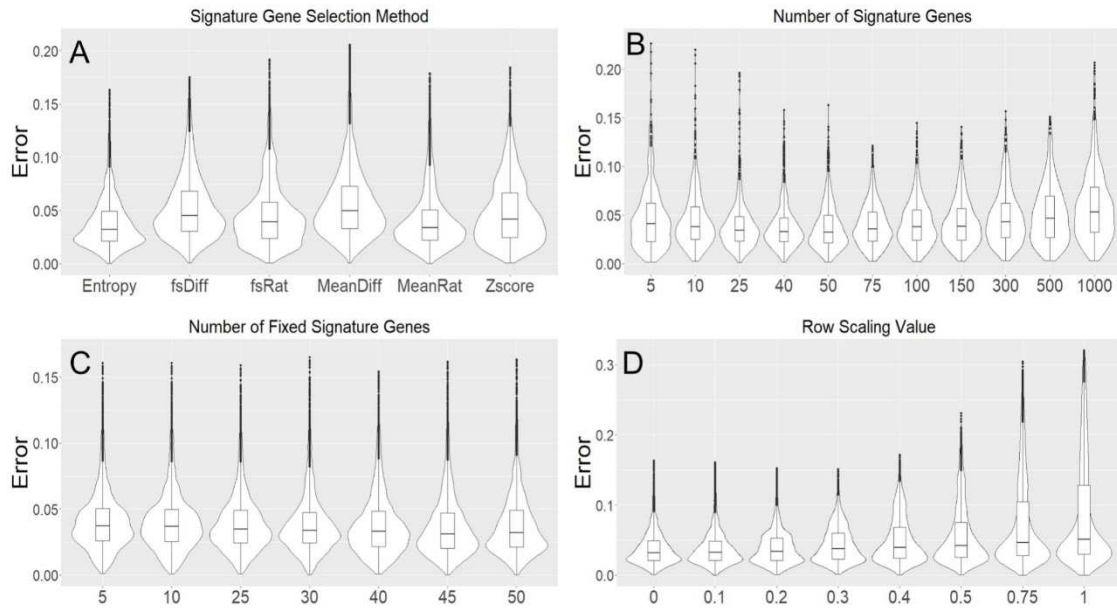 Signature Gene Selection Method
A
Error
0.20
0.15
0.10
0.05
0.00
Entropy fsDiff fsRat MeanDiff MeanRat Zscore
Number of Signature Genes
B
Error
0.20
0.15
0.10
0.05
0.00
5 10 25 40 50 75 100 150 300 500 1000
Number of Fixed Signature Genes
C
Error
0.15
0.10
0.05
0.00
5 10 25 30 40 45 50
Row Scaling Value
D
Error
0.3
0.2
0.1
0.0
0 0.1 0.2 0.3 0.4 0.5 0.75 1